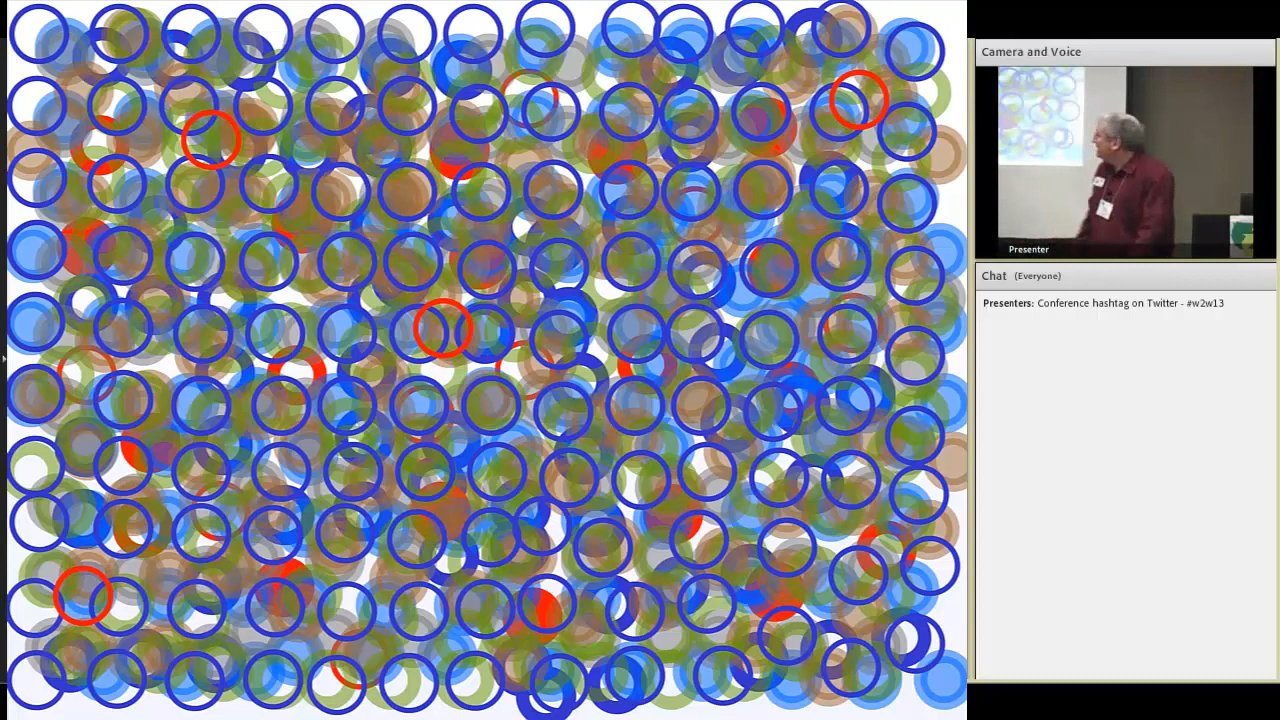 Camera and Voice
Presenter
Chat (Everyone)
Presenters: Conference hashtag on Twitter - #w2w13